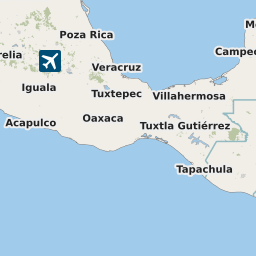 Poza Rica
relia
Campec
Veracruz
Iguala
Tuxtepec
Villahermosa
Acapulco
Oaxaca
Tuxtla Gutiérrez
Tapachula